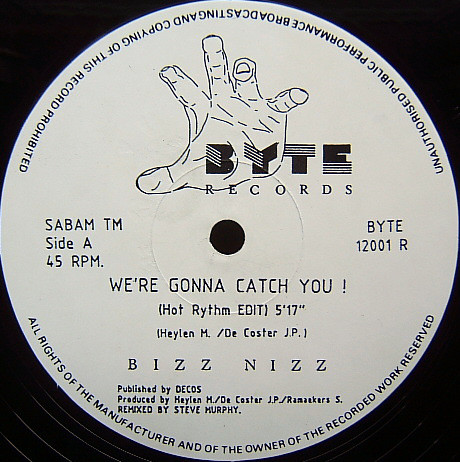 UNAUTHORISED PUBLIC PERFORMANCE BROADCASTING AND COPYING OF THIS RECORD PROHIBITED
BYTE
RECORDS
SABAM TM
Side A
45 RPM.
BYTE
12001 R
WE'RE GONNA CATCH YOU !
(Hot Rythm EDIT) 5'17"
(Heylen M. /De Coster J.P.)
BIZZ NIZZ
Published by DECOS
Produced by Heylen M./De Coster J.P./Ramaekers S.
REMIXED BY STEVE MURPHY.
ALL RIGHTS OF THE MANUFACTURER AND OF THE OWNER OF THE RECORDED WORK RESERVED